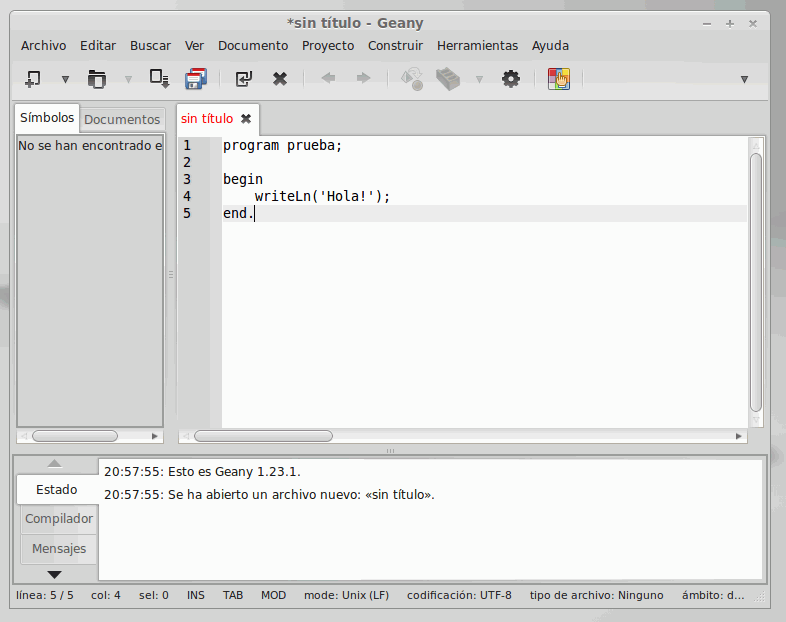 *sin título - Geany
Archivo Editar Buscar Ver Documento Proyecto Construir Herramientas Ayuda
Símbolos Documentos
No se han encontrado e
sin título
1 program prueba;
2
3 begin
4 writeLn('Hola!');
5 end.
Estado
Compilador
Mensajes
20:57:55: Esto es Geany 1.23.1.
20:57:55: Se ha abierto un archivo nuevo: «sin título».
línea: 5 / 5 col: 4 sel: 0 INS TAB MOD mode: Unix (LF) codificación: UTF-8 tipo de archivo: Ninguno ámbito: d...